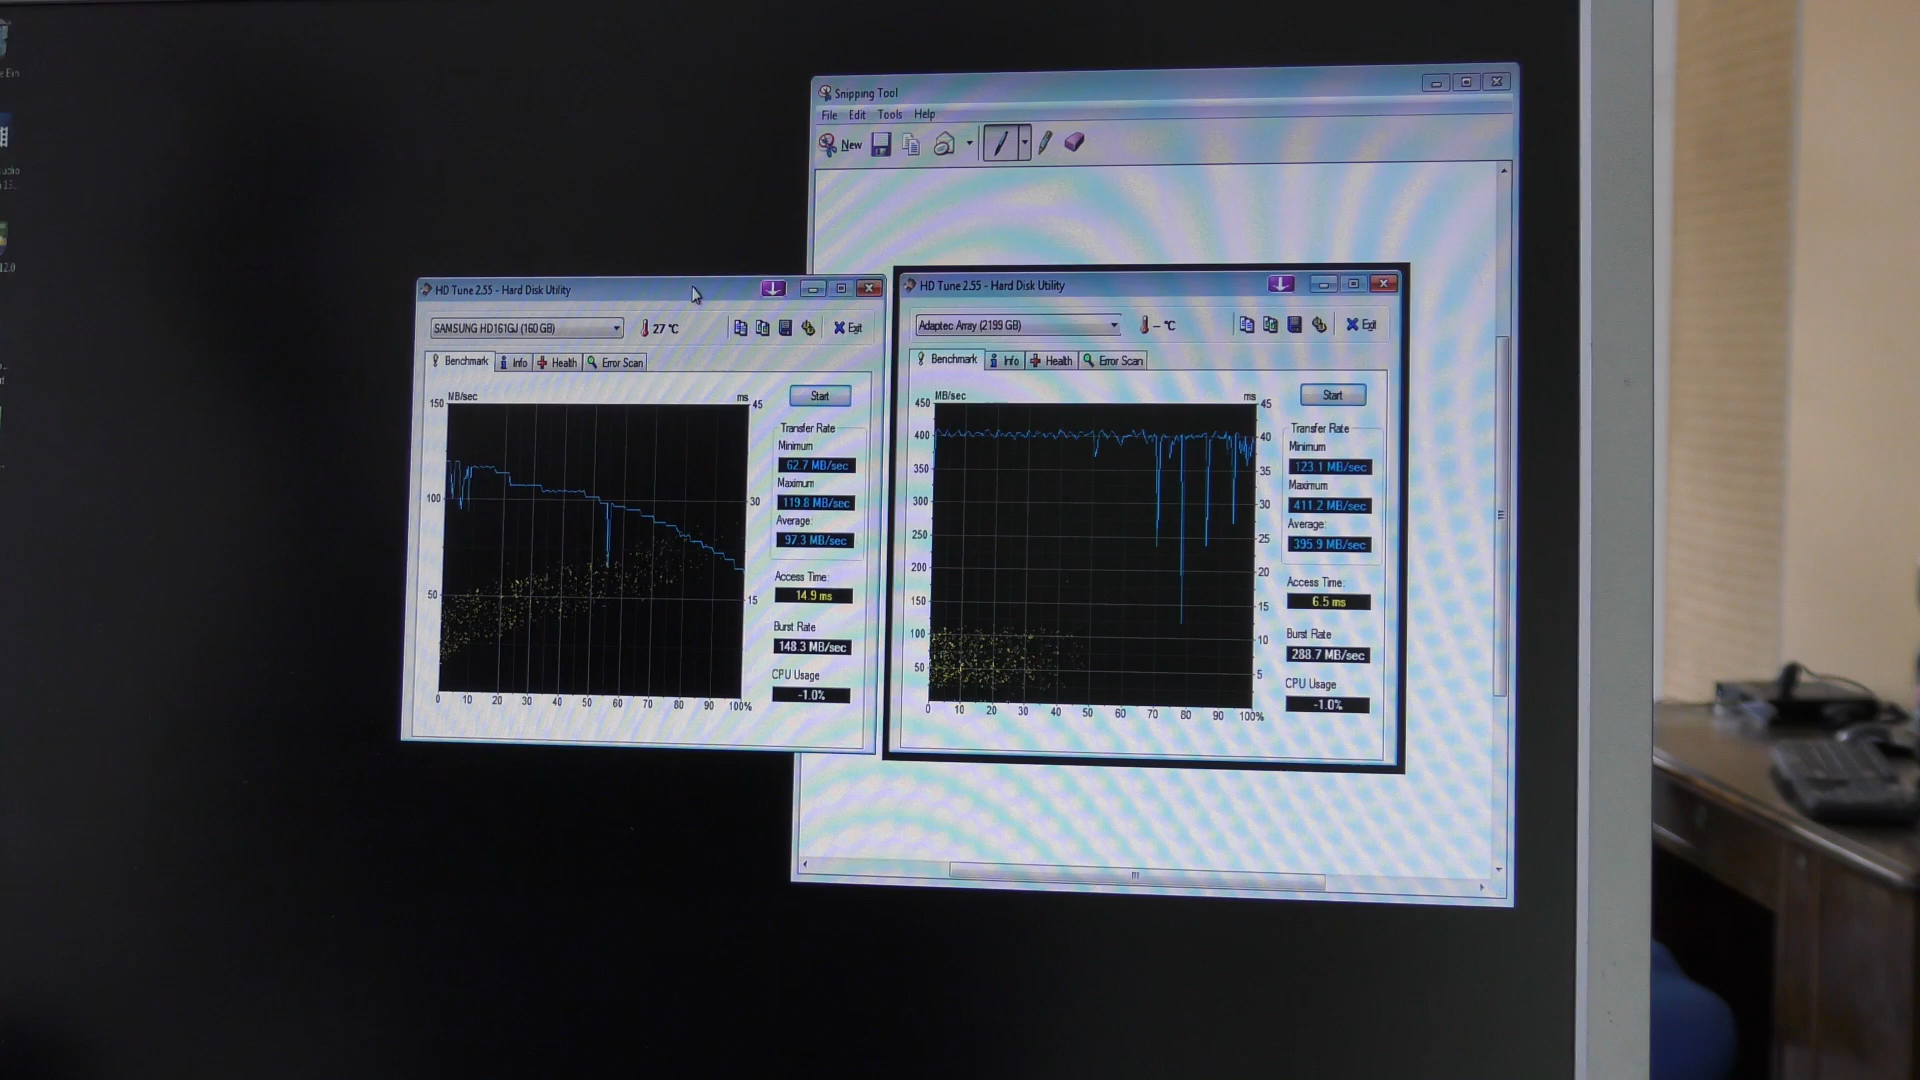 Snipping Tool
File Edit Tools Help
New
HD Tune 2.55 - Hard Disk Utility
SAMSUNG HD161GJ (160 GB)
27 °C
Exit
Benchmark Info Health Error Scan
MB/sec
ms
150
100
50
45
30
15
0 10 20 30 40 50 60 70 80 90 100%
Start
Transfer Rate
Minimum
62.7 MB/sec
Maximum
119.8 MB/sec
Average:
97.3 MB/sec
Access Time:
14.9 ms
Burst Rate
148.3 MB/sec
CPU Usage
-1.0%
HD Tune 2.55 - Hard Disk Utility
Adaptec Array (2199 GB)
– °C
Exit
Benchmark Info Health Error Scan
MB/sec
ms
450
400
350
300
250
200
150
100
50
45
40
35
30
25
20
15
10
5
0 10 20 30 40 50 60 70 80 90 100%
Start
Transfer Rate
Minimum
123.1 MB/sec
Maximum
411.2 MB/sec
Average:
395.9 MB/sec
Access Time:
6.5 ms
Burst Rate
288.7 MB/sec
CPU Usage
-1.0%